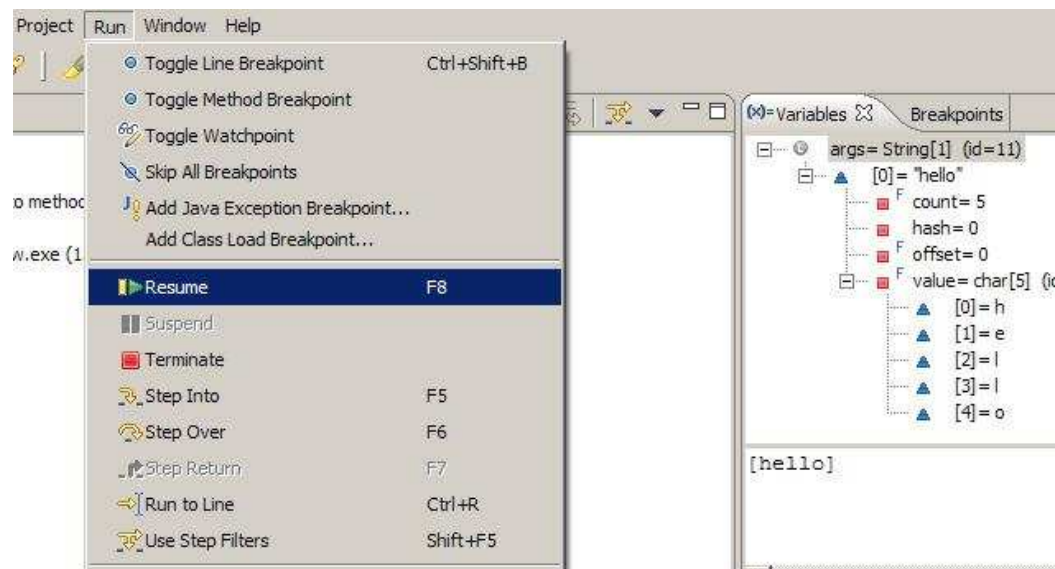 Project Run Window Help
Toggle Line Breakpoint Ctrl+Shift+B
Toggle Method Breakpoint
Toggle Watchpoint
Skip All Breakpoints
Add Java Exception Breakpoint...
Add Class Load Breakpoint...
Resume F8
Suspend
Terminate
Step Into F5
Step Over F6
Step Return F7
Run to Line Ctrl+R
Use Step Filters Shift+F5
o method
w.exe (1
(x)= Variables Breakpoints
args= String[1] (id=11)
[0]= "hello"
F count= 5
hash= 0
F offset= 0
F value= char[5] (id
[0]= h
[1]= e
[2]= l
[3]= l
[4]= o
[hello]